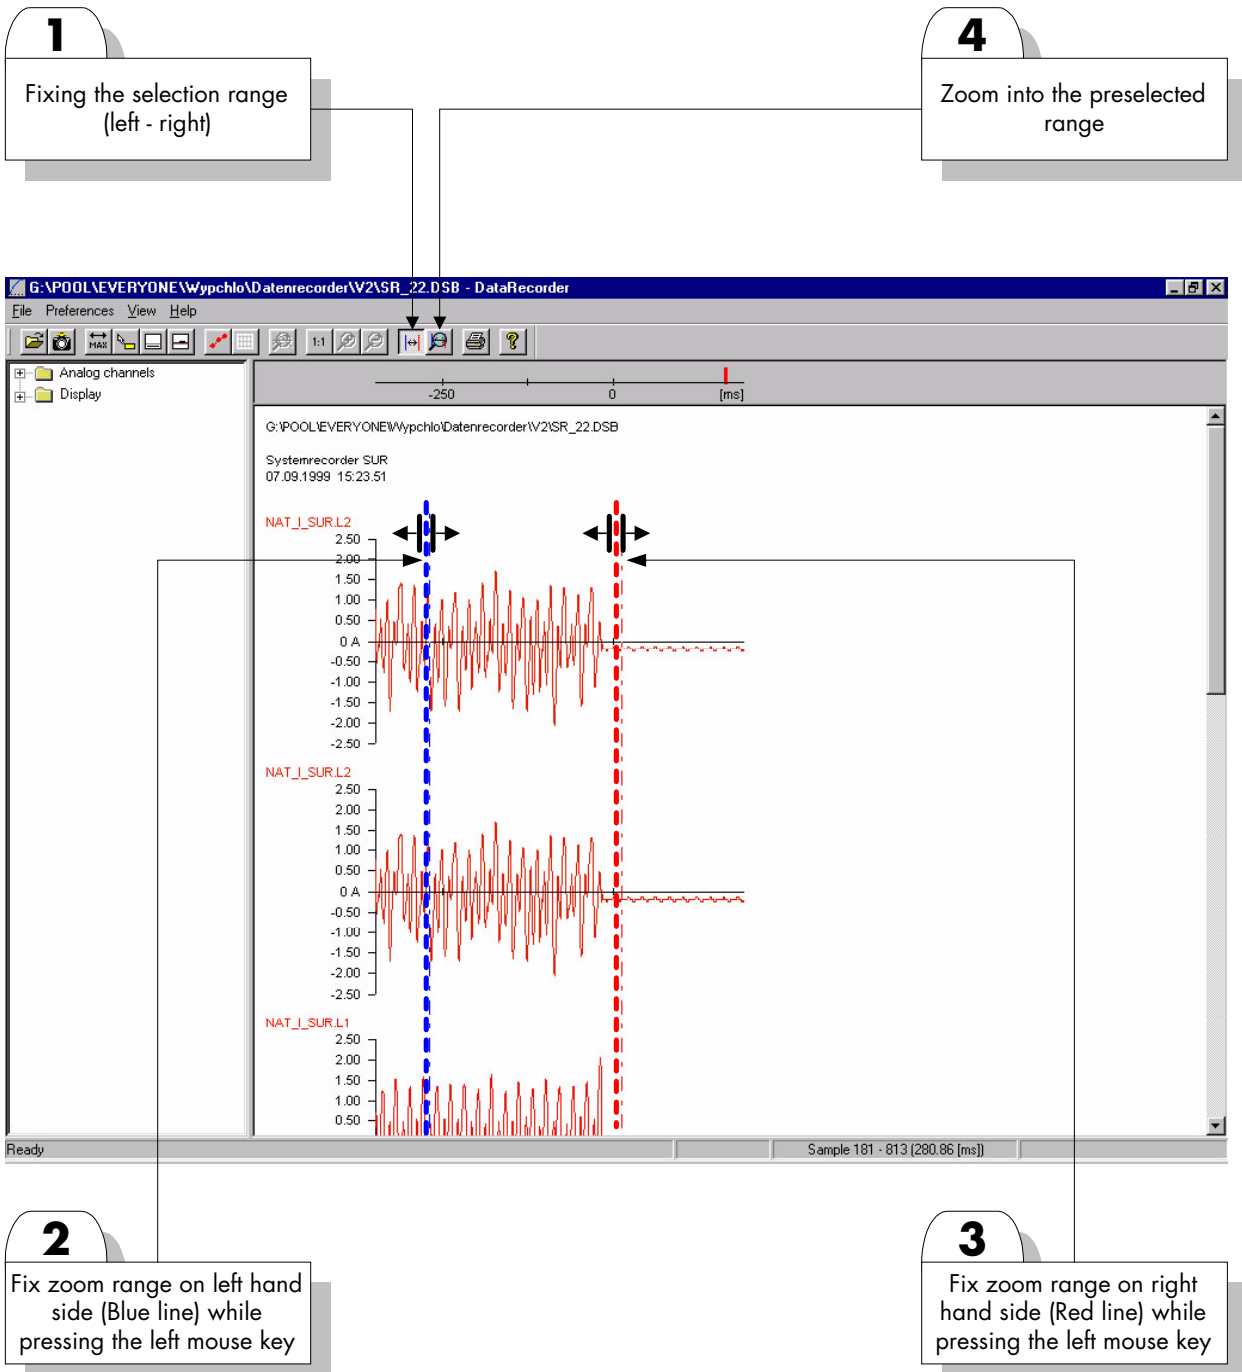 1
Fixing the selection range
(left - right)
4
Zoom into the preselected
range
G:\POOL\EVERYONE\Wypchlo\Datenrecorder\V2\SR_22.DSB - DataRecorder
File Preferences View Help
MAX 1:1 ?
Analog channels
Display
-250 0 [ms]
G:\POOL\EVERYONE\Wypchlo\Datenrecorder\V2\SR_22.DSB
Systemrecorder SUR
07.09.1999 15:23.51
NAT_I_SUR.L2
2.50
2.00
1.50
1.00
0.50
0 A
-0.50
-1.00
-1.50
-2.00
-2.50
NAT_I_SUR.L2
2.50
2.00
1.50
1.00
0.50
0 A
-0.50
-1.00
-1.50
-2.00
-2.50
NAT_I_SUR.L1
2.50
2.00
1.50
1.00
0.50
Ready
Sample 181 - 813 (280.86 [ms])
2
Fix zoom range on left hand
side (Blue line) while
pressing the left mouse key
3
Fix zoom range on right
hand side (Red line) while
pressing the left mouse key